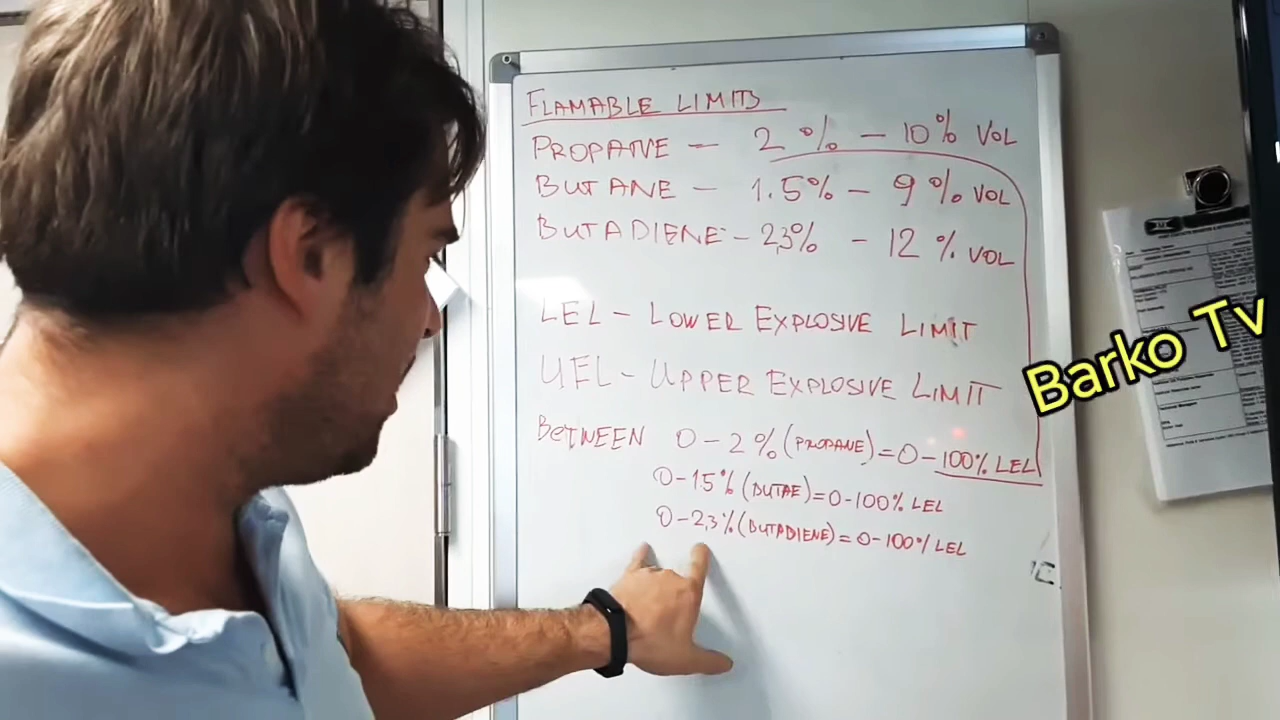 FLAMABLE LIMITS
PROPANE — 2 % – 10% VOL
BUTANE – 1.5% – 9 % VOL
BUTADIENE – 2,3% – 12 % VOL
LEL – LOWER EXPLOSIVE LIMIT
UEL – UPPER EXPLOSIVE LIMIT
BETWEEN 0 – 2 % (PROPANE) = 0 – 100% LEL
0 – 1.5% (BUTAE) = 0-100% LEL
0 – 2,3% (BUTADIENE) = 0-100% LEL
Barko Tv